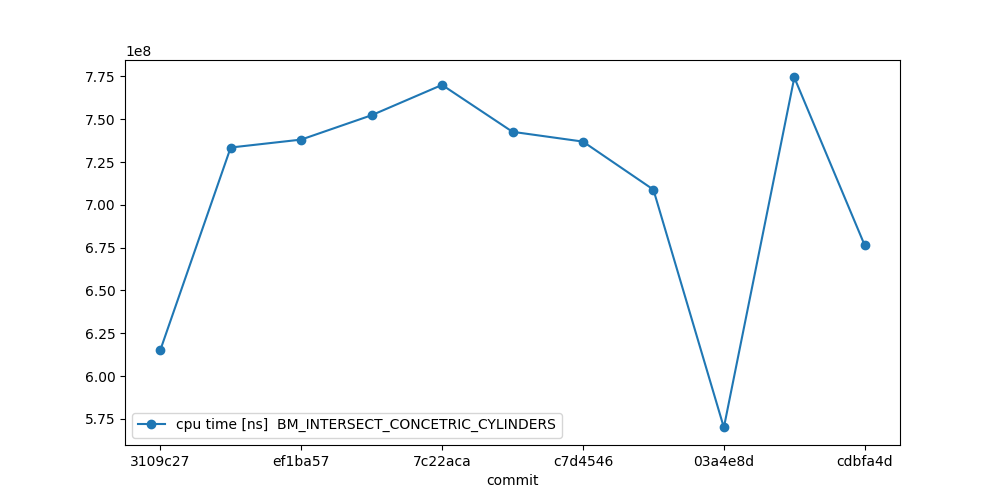 1e8
7.75
7.50
7.25
7.00
6.75
6.50
6.25
6.00
5.75
cpu time [ns]  BM_INTERSECT_CONCETRIC_CYLINDERS
3109c27 ef1ba57 7c22aca c7d4546 03a4e8d cdbfa4d
commit